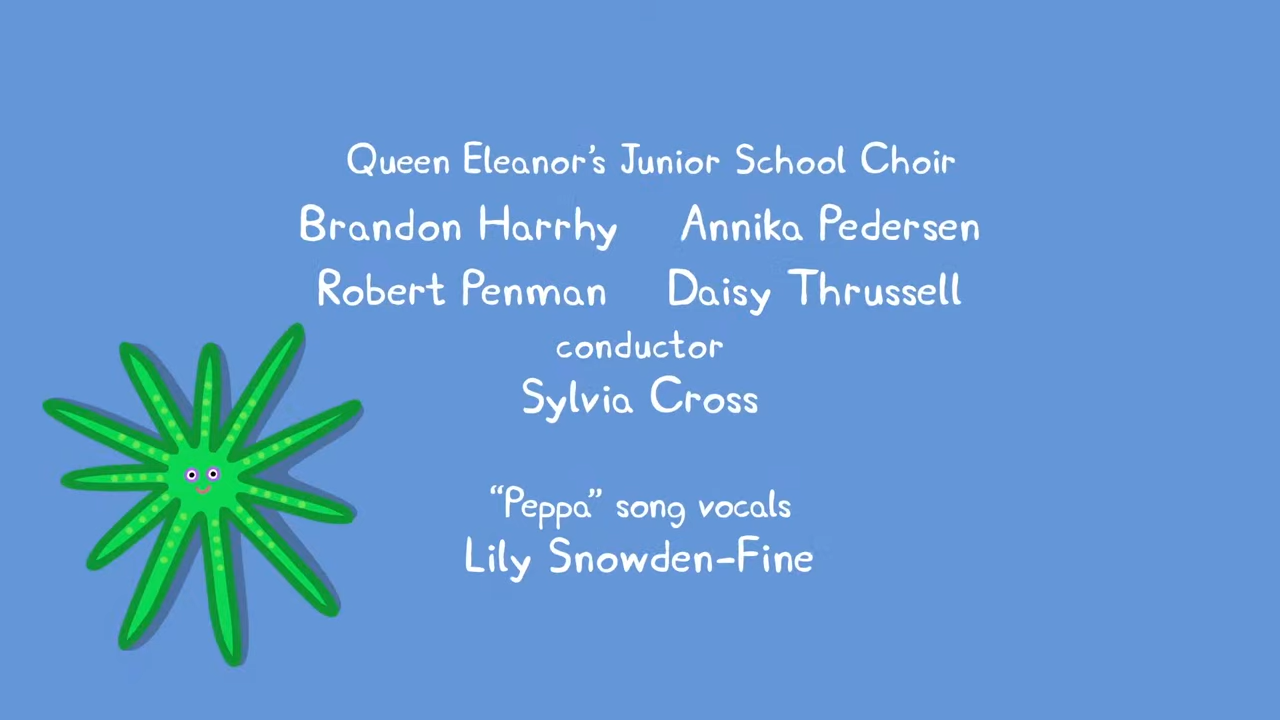 Queen Eleanor's Junior School Choir
Brandon Harrhy Annika Pedersen
Robert Penman Daisy Thrussell
conductor
Sylvia Cross
“Peppa” song vocals
Lily Snowden-Fine